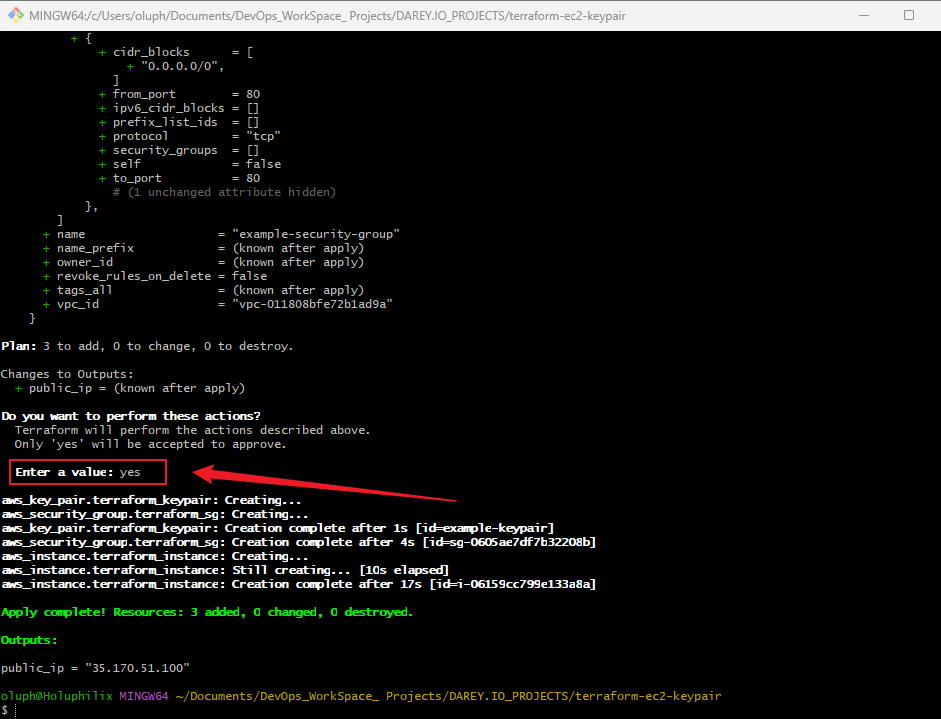 MINGW64:/c/Users/oluph/Documents/DevOps_WorkSpace_ Projects/DAREY.IO_PROJECTS/terraform-ec2-keypair
+ {
+ cidr_blocks = [
+ "0.0.0.0/0",
]
+ from_port = 80
+ ipv6_cidr_blocks = []
+ prefix_list_ids = []
+ protocol = "tcp"
+ security_groups = []
+ self = false
+ to_port = 80
# (1 unchanged attribute hidden)
},
]
+ name = "example-security-group"
+ name_prefix = (known after apply)
+ owner_id = (known after apply)
+ revoke_rules_on_delete = false
+ tags_all = (known after apply)
+ vpc_id = "vpc-011808bfe72b1ad9a"
}
Plan: 3 to add, 0 to change, 0 to destroy.
Changes to Outputs:
+ public_ip = (known after apply)
Do you want to perform these actions?
Terraform will perform the actions described above.
Only 'yes' will be accepted to approve.
Enter a value: yes
aws_key_pair.terraform_keypair: Creating...
aws_security_group.terraform_sg: Creating...
aws_key_pair.terraform_keypair: Creation complete after 1s [id=example-keypair]
aws_security_group.terraform_sg: Creation complete after 4s [id=sg-0605ae7df7b32208b]
aws_instance.terraform_instance: Creating...
aws_instance.terraform_instance: Still creating... [10s elapsed]
aws_instance.terraform_instance: Creation complete after 17s [id=i-06159cc799e133a8a]
Apply complete! Resources: 3 added, 0 changed, 0 destroyed.
Outputs:
public_ip = "35.170.51.100"
oluph@Holuphilix MINGW64 ~/Documents/DevOps_WorkSpace_ Projects/DAREY.IO_PROJECTS/terraform-ec2-keypair
$